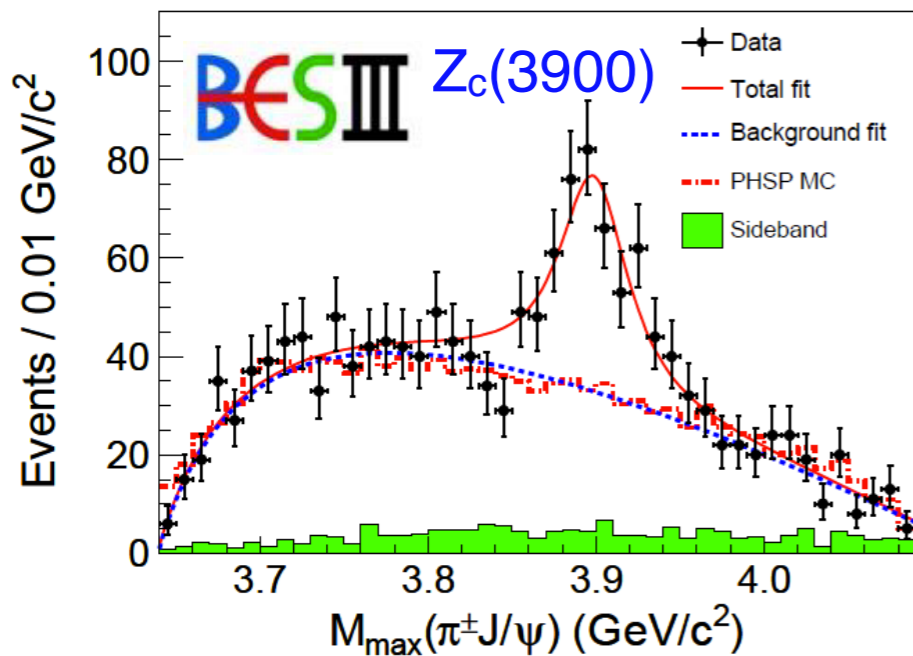 BESIII
Zc(3900)
Data
Total fit
Background fit
PHSP MC
Sideband
Events / 0.01 GeV/c²
100
80
60
40
20
0
3.7 3.8 3.9 4.0
Mmax(π±J/ψ) (GeV/c²)